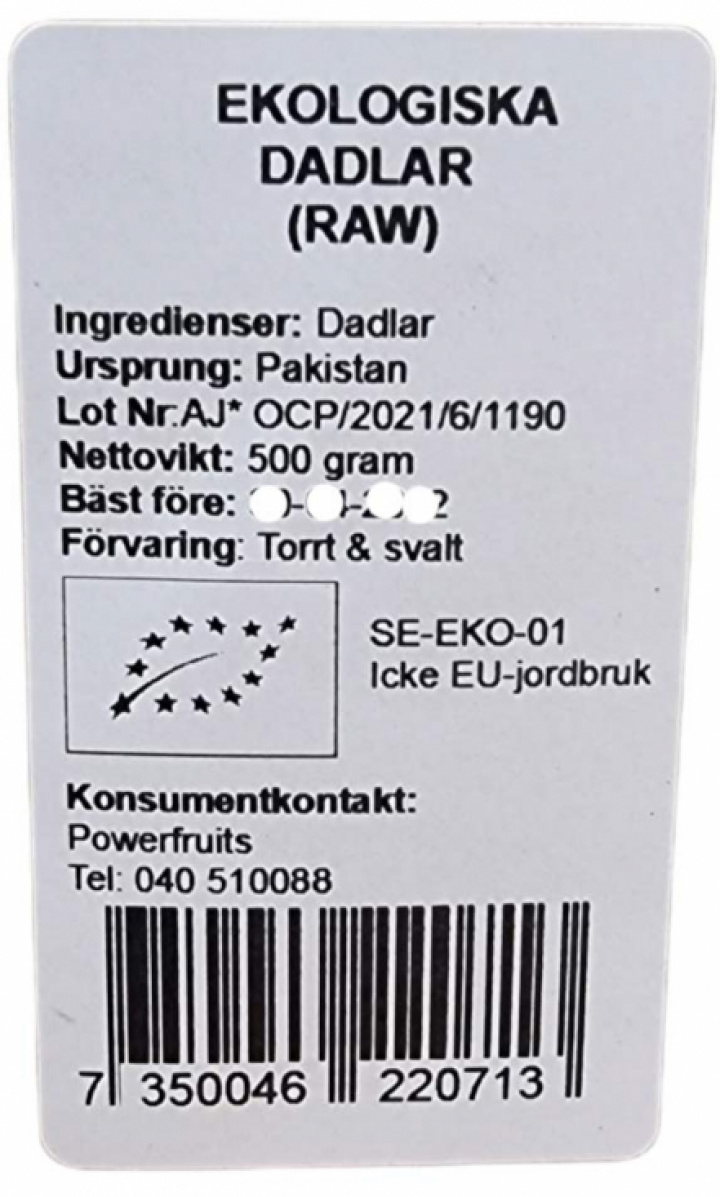 EKOLOGISKA
DADLAR
(RAW)
Ingredienser: Dadlar
Ursprung: Pakistan
Lot Nr.AJ* OCP/2021/6/1190
Nettovikt: 500 gram
Bäst före:
Förvaring: Torrt & svalt
SE-EKO-01
Icke EU-jordbruk
Konsumentkontakt:
Powerfruits
Tel: 040 510088
7 350046 220713